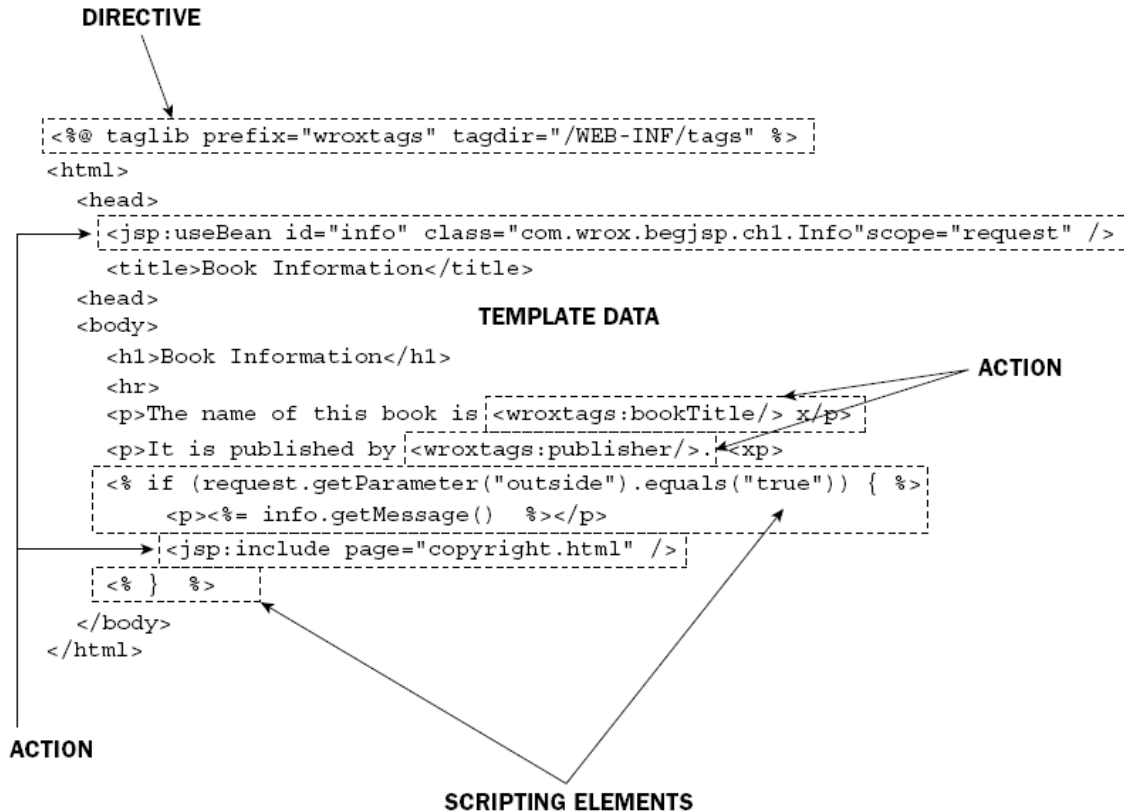 DIRECTIVE
<%@ taglib prefix="wroxtags" tagdir="/WEB-INF/tags" %>
<html>
<head>
<jsp:useBean id="info" class="com.wrox.begjsp.ch1.Info"scope="request" />
<title>Book Information</title>
<head>
TEMPLATE DATA
<body>
<h1>Book Information</h1>
<hr>
ACTION
<p>The name of this book is <wroxtags:bookTitle/> x/p>
<p>It is published by <wroxtags:publisher/>. <xp>
<% if (request.getParameter("outside").equals("true")) { %>
<p><%= info.getMessage() %></p>
<jsp:include page="copyright.html" />
<% } %>
</body>
</html>
ACTION
SCRIPTING ELEMENTS